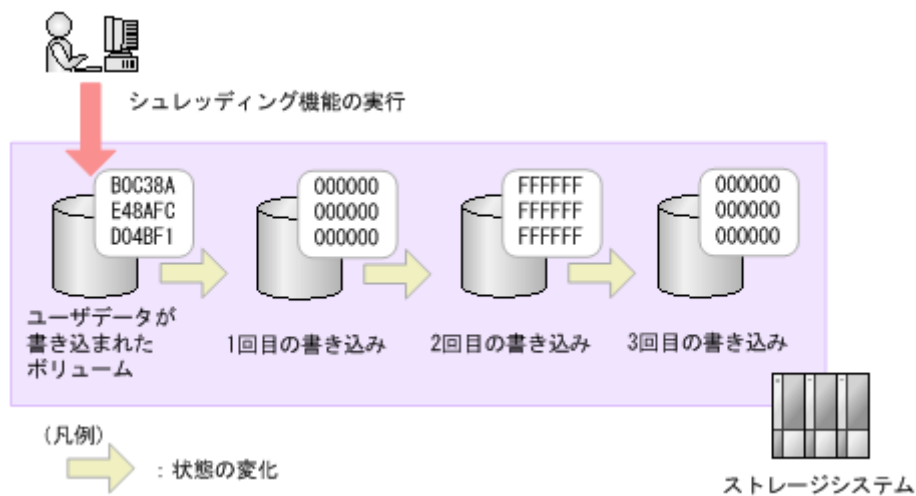 シュレッディング機能の実行
B0C38A
E48AFC
D04BF1
000000
000000
000000
FFFFFF
FFFFFF
FFFFFF
000000
000000
000000
ユーザデータが
書き込まれた
ボリューム
1回目の書き込み
2回目の書き込み
3回目の書き込み
(凡例)
：状態の変化
ストレージシステム